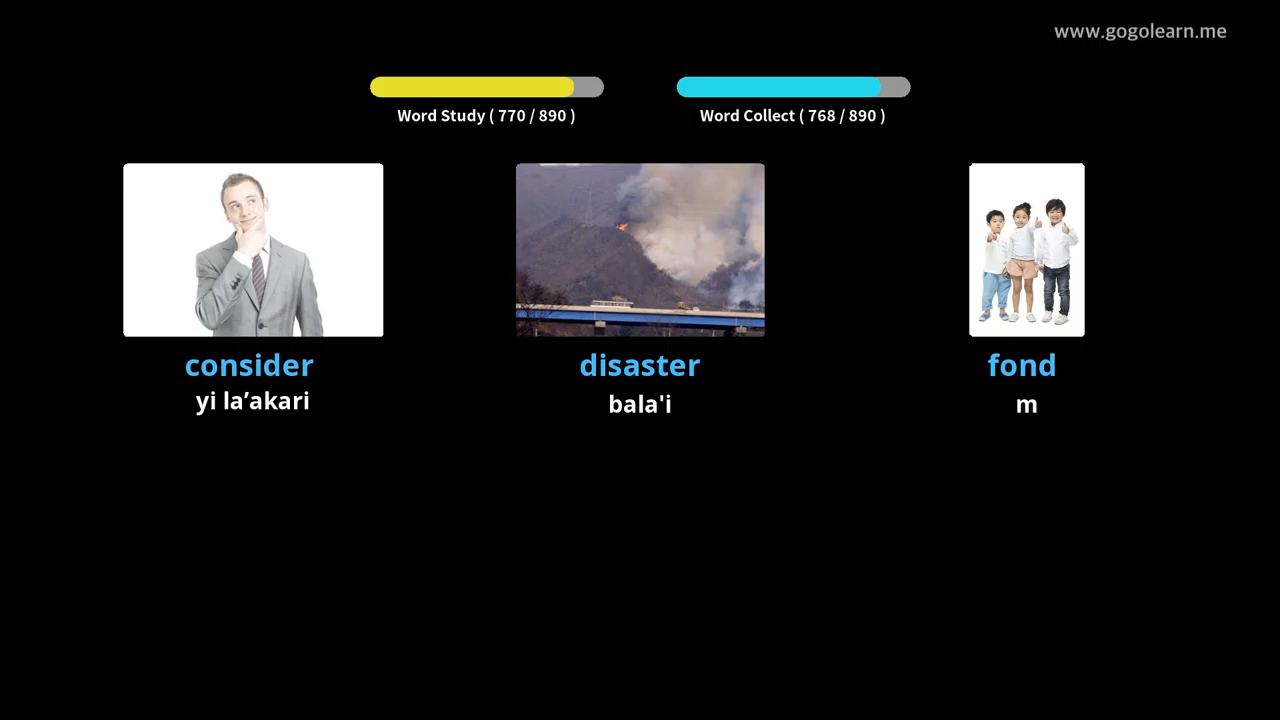 www.gogolearn.me
Word Study ( 770 / 890 )
Word Collect ( 768 / 890 )
consider
disaster
fond
yi la’akari
bala'i
m